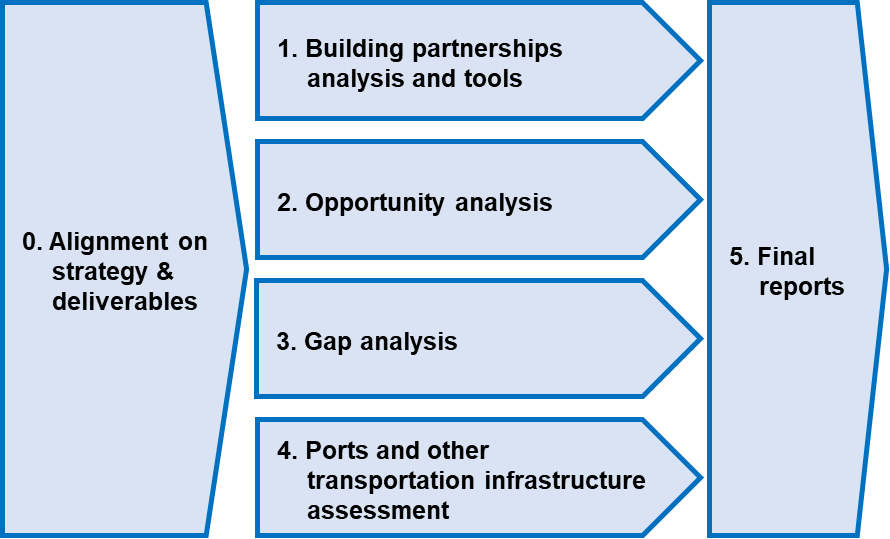 0. Alignment on
strategy &
deliverables
1. Building partnerships
analysis and tools
2. Opportunity analysis
3. Gap analysis
4. Ports and other
transportation infrastructure
assessment
5. Final
reports